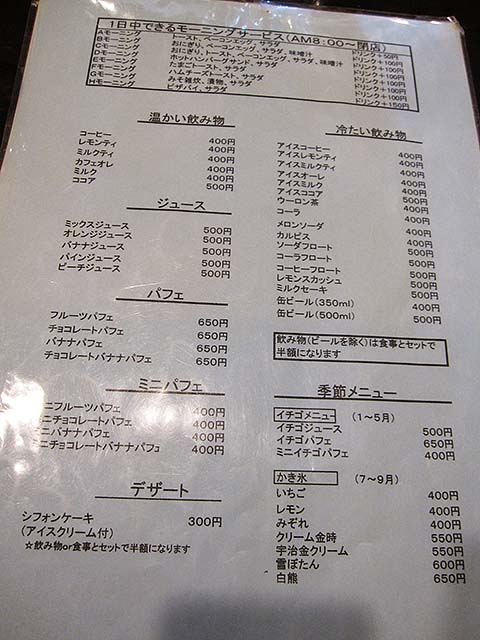 1日中できるモーニングサービス(AM8:00～閉店)
Aモーニング トースト、ベーコンエッグ、サラダ ドリンク+100円
Bモーニング おにぎり、ベーコンエッグ、サラダ、味噌汁 ドリンク+100円
Cモーニング おにぎり、トースト、ベーコンエッグ、サラダ、味噌汁 ドリンク+100円
Dモーニング ホットハンバーグサンド、サラダ ドリンク+100円
Eモーニング たまごトースト、サラダ ドリンク+100円
Fモーニング ハムチーズトースト、サラダ ドリンク+100円
Gモーニング みそ雑炊、漬物、サラダ ドリンク+100円
Hモーニング ピザパイ、サラダ ドリンク+150円
温かい飲み物
コーヒー 400円
レモンティ 400円
ミルクティ 400円
カフェオレ 400円
ミルク 400円
ココア 500円
ジュース
ミックスジュース 500円
オレンジジュース 500円
バナナジュース 500円
パインジュース 500円
ピーチジュース 500円
パフェ
フルーツパフェ 650円
チョコレートパフェ 650円
バナナパフェ 650円
チョコレートバナナパフェ 650円
ミニパフェ
ミニフルーツパフェ 400円
ミニチョコレートパフェ 400円
ミニバナナパフェ 400円
ミニチョコレートバナナパフェ 400円
デザート
シフォンケーキ 300円
(アイスクリーム付)
☆飲み物or食事とセットで半額になります
冷たい飲み物
アイスコーヒー 400円
アイスレモンティ 400円
アイスミルクティ 400円
アイスオーレ 400円
アイスミルク 400円
アイスココア 500円
ウーロン茶 400円
コーラ 400円
メロンソーダ 400円
カルピス 400円
ソーダフロート 500円
コーラフロート 500円
コーヒーフロート 500円
レモンスカッシュ 500円
ミルクセーキ 500円
缶ビール(350ml) 400円
缶ビール(500ml) 500円
飲み物(ビールを除く)は食事とセットで
半額になります
季節メニュー
イチゴメニュー (1～5月)
イチゴジュース 500円
イチゴパフェ 650円
ミニイチゴパフェ 400円
かき氷 (7～9月)
いちご 400円
レモン 400円
みぞれ 400円
クリーム金時 550円
宇治金クリーム 550円
雪ぼたん 600円
白熊 650円